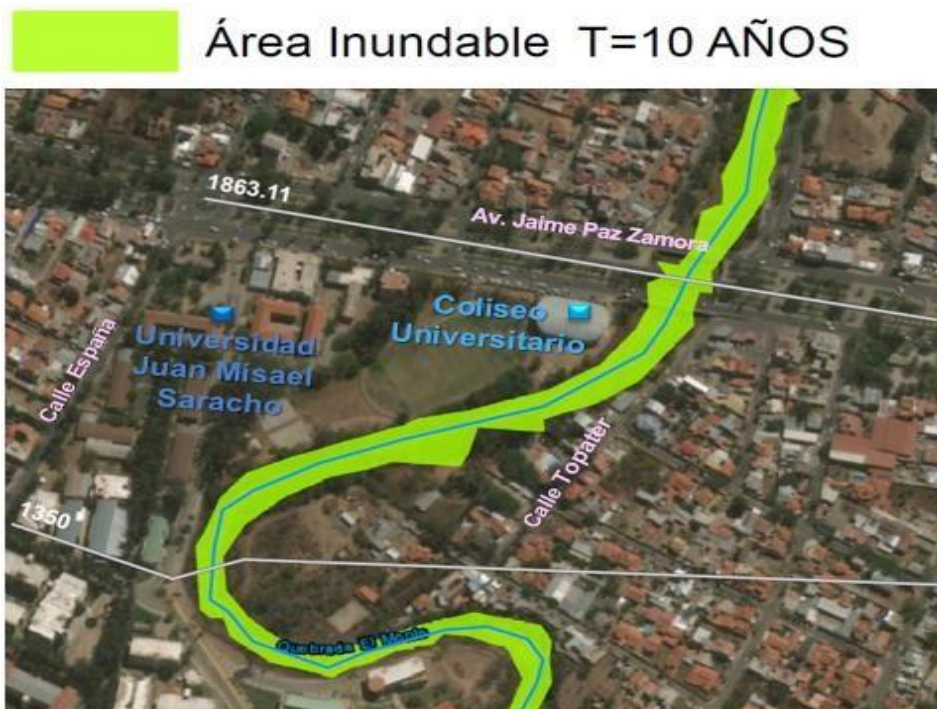 Área Inundable T=10 AÑOS
1863.11
Av. Jaime Paz Zamora
Coliseo
Universitario
Universidad
Juan Misael
Saracho
Calle España
Calle Topater
1350
Quebrada El Monte